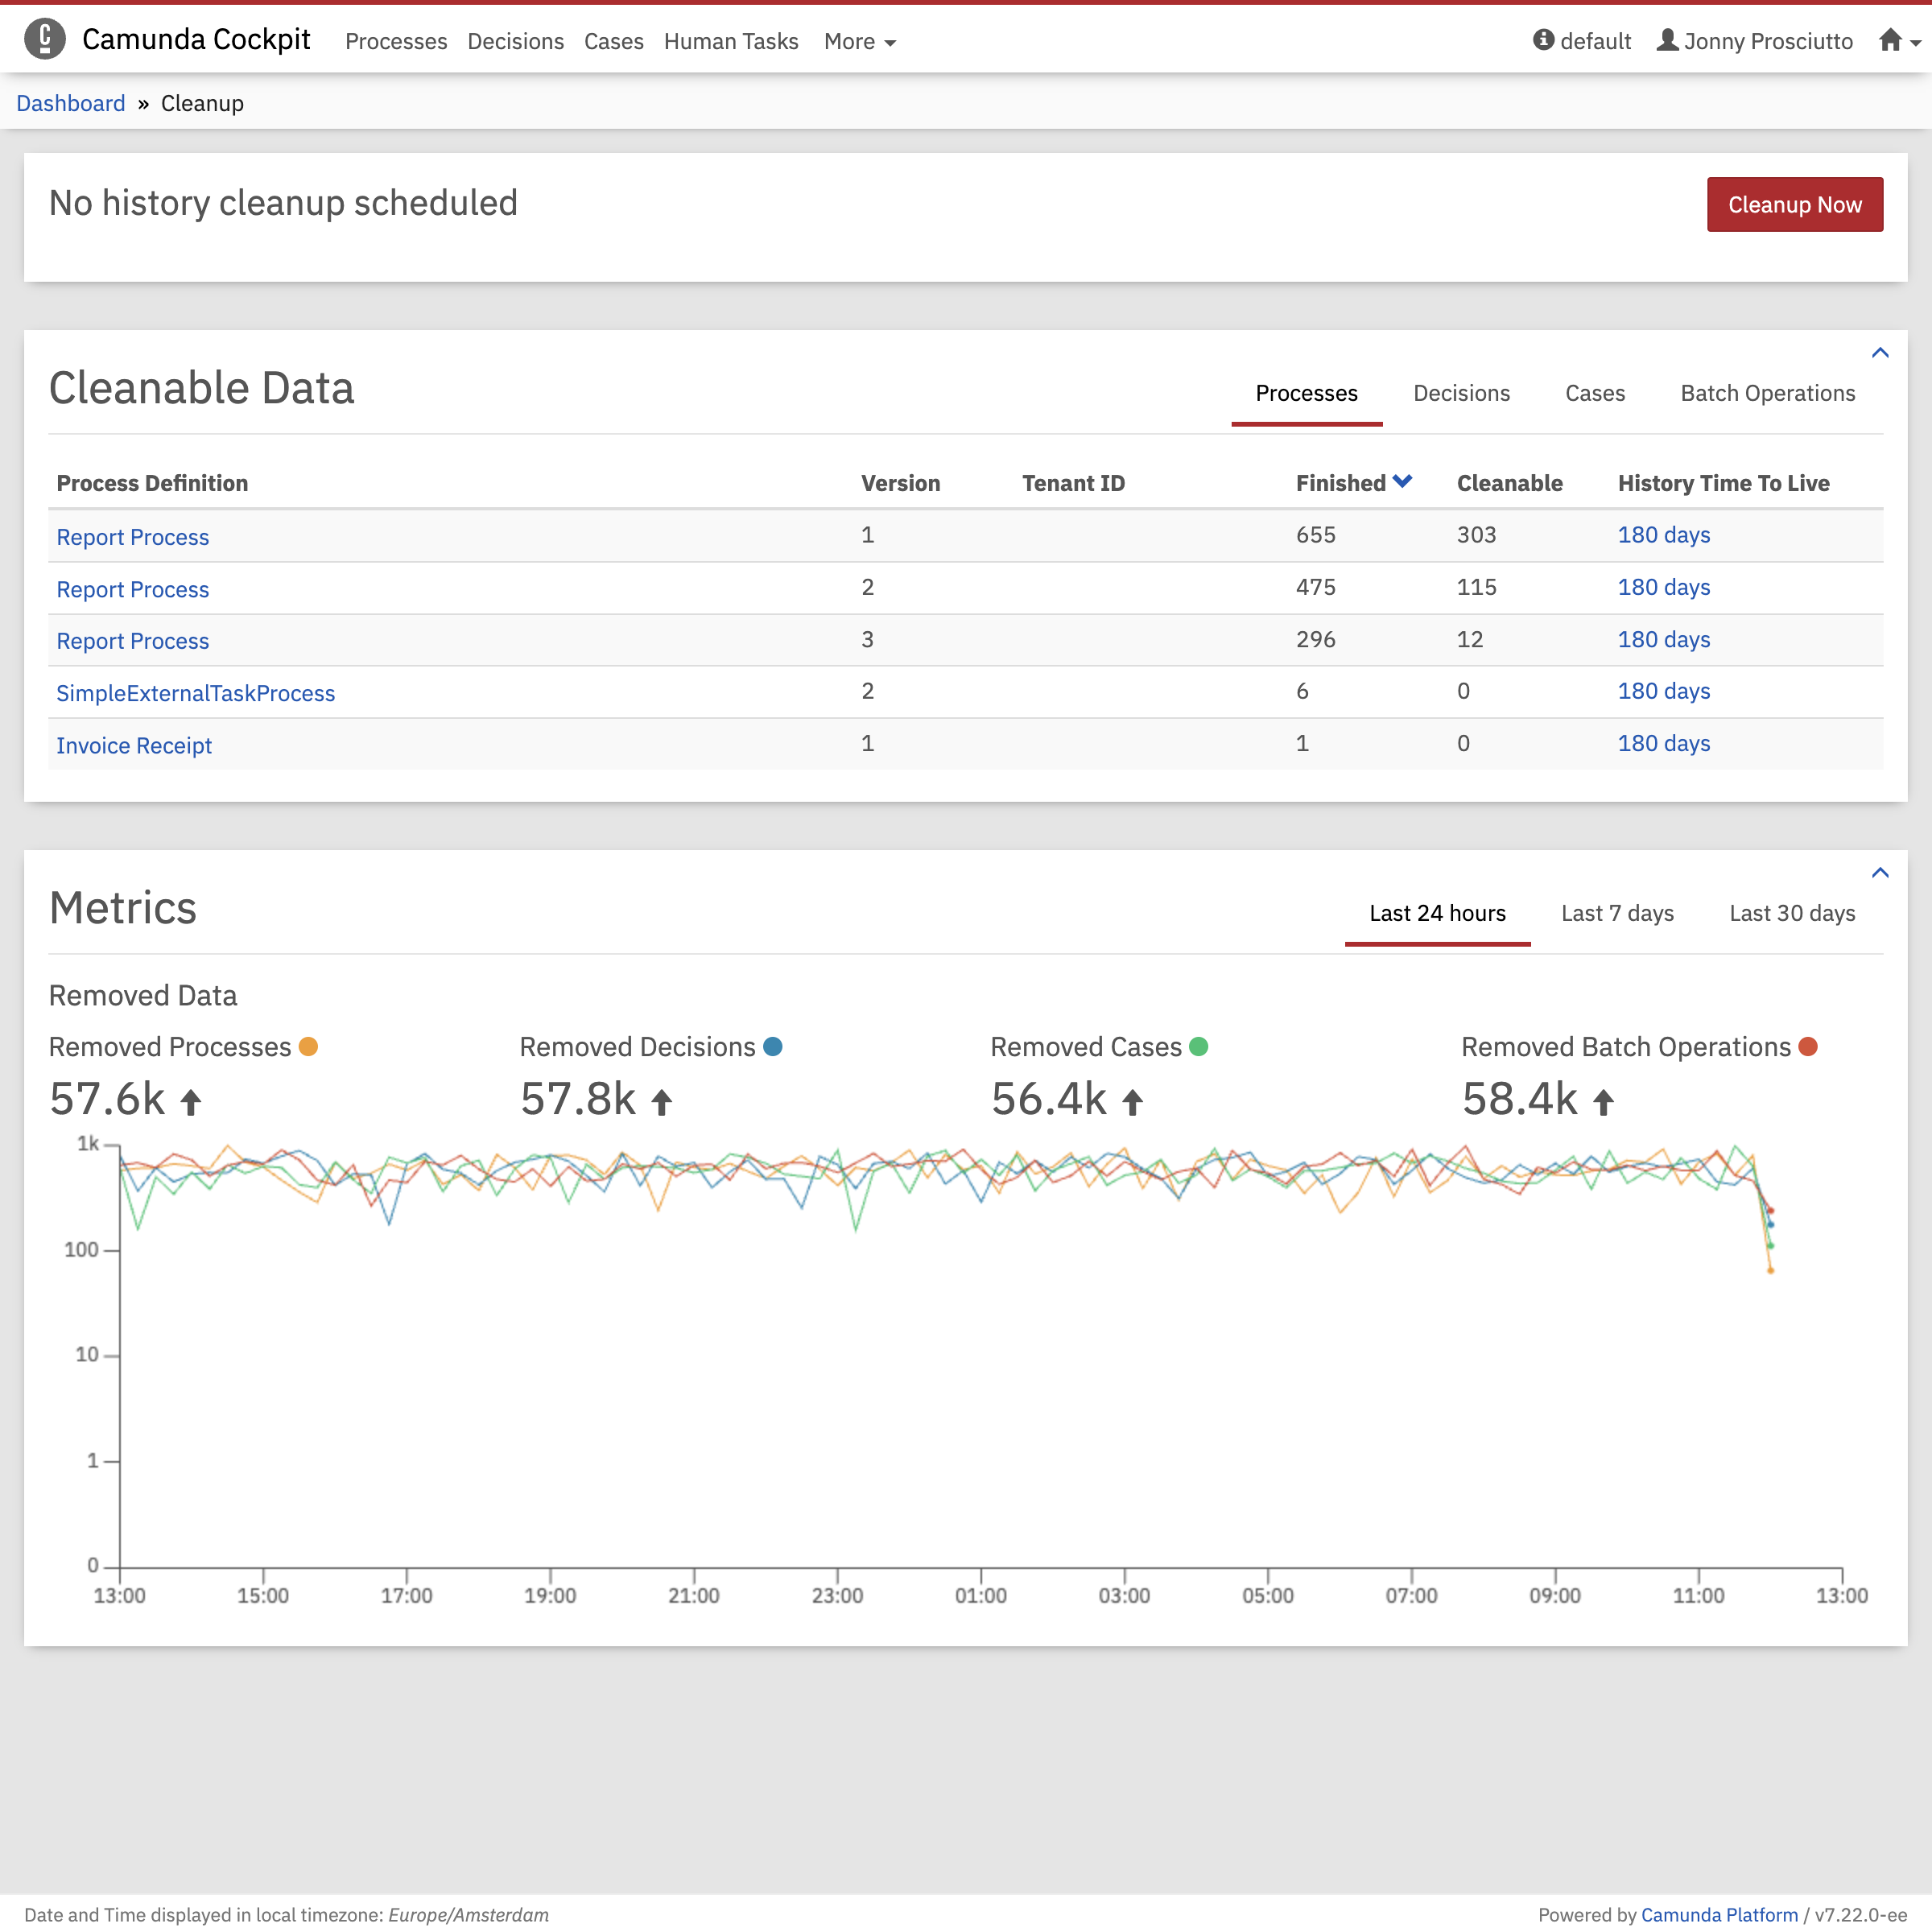 Camunda Cockpit Processes Decisions Cases Human Tasks More default Jonny Prosciutto
Dashboard » Cleanup
No history cleanup scheduled Cleanup Now
Cleanable Data Processes Decisions Cases Batch Operations
Process Definition Version Tenant ID Finished Cleanable History Time To Live
Report Process 1 655 303 180 days
Report Process 2 475 115 180 days
Report Process 3 296 12 180 days
SimpleExternalTaskProcess 2 6 0 180 days
Invoice Receipt 1 1 0 180 days
Metrics Last 24 hours Last 7 days Last 30 days
Removed Data
Removed Processes Removed Decisions Removed Cases Removed Batch Operations
57.6k 57.8k 56.4k 58.4k
1k
100
10
1
0
13:00 15:00 17:00 19:00 21:00 23:00 01:00 03:00 05:00 07:00 09:00 11:00 13:00
Date and Time displayed in local timezone: Europe/Amsterdam Powered by Camunda Platform / v7.22.0-ee